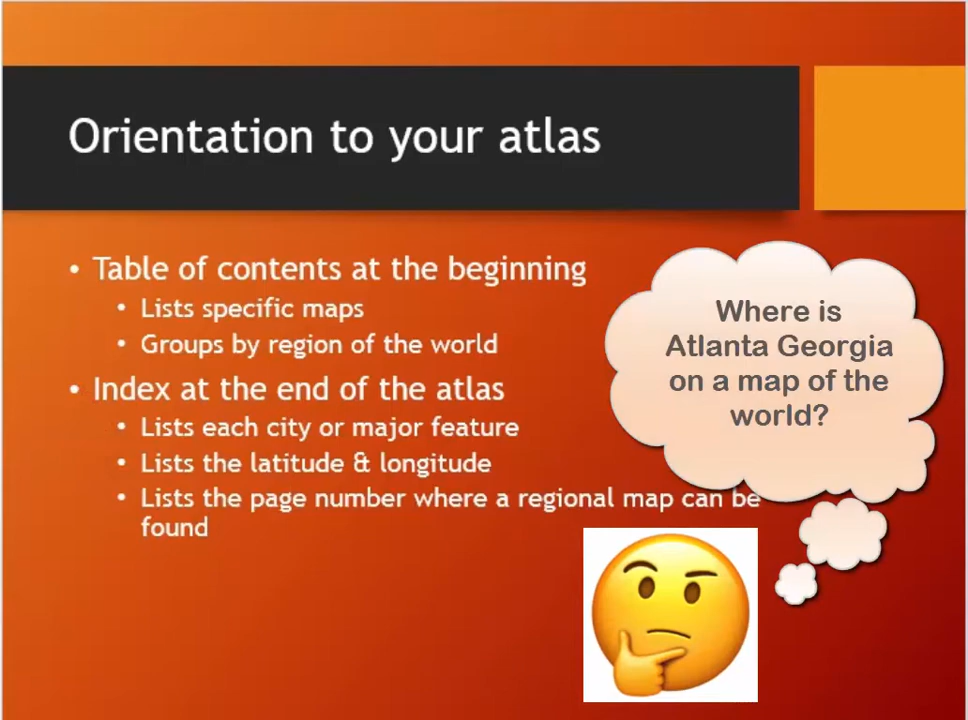 Orientation to your atlas
• Table of contents at the beginning
• Lists specific maps
• Groups by region of the world
• Index at the end of the atlas
• Lists each city or major feature
• Lists the latitude & longitude
• Lists the page number where a regional map can be
found
Where is
Atlanta Georgia
on a map of the
world?